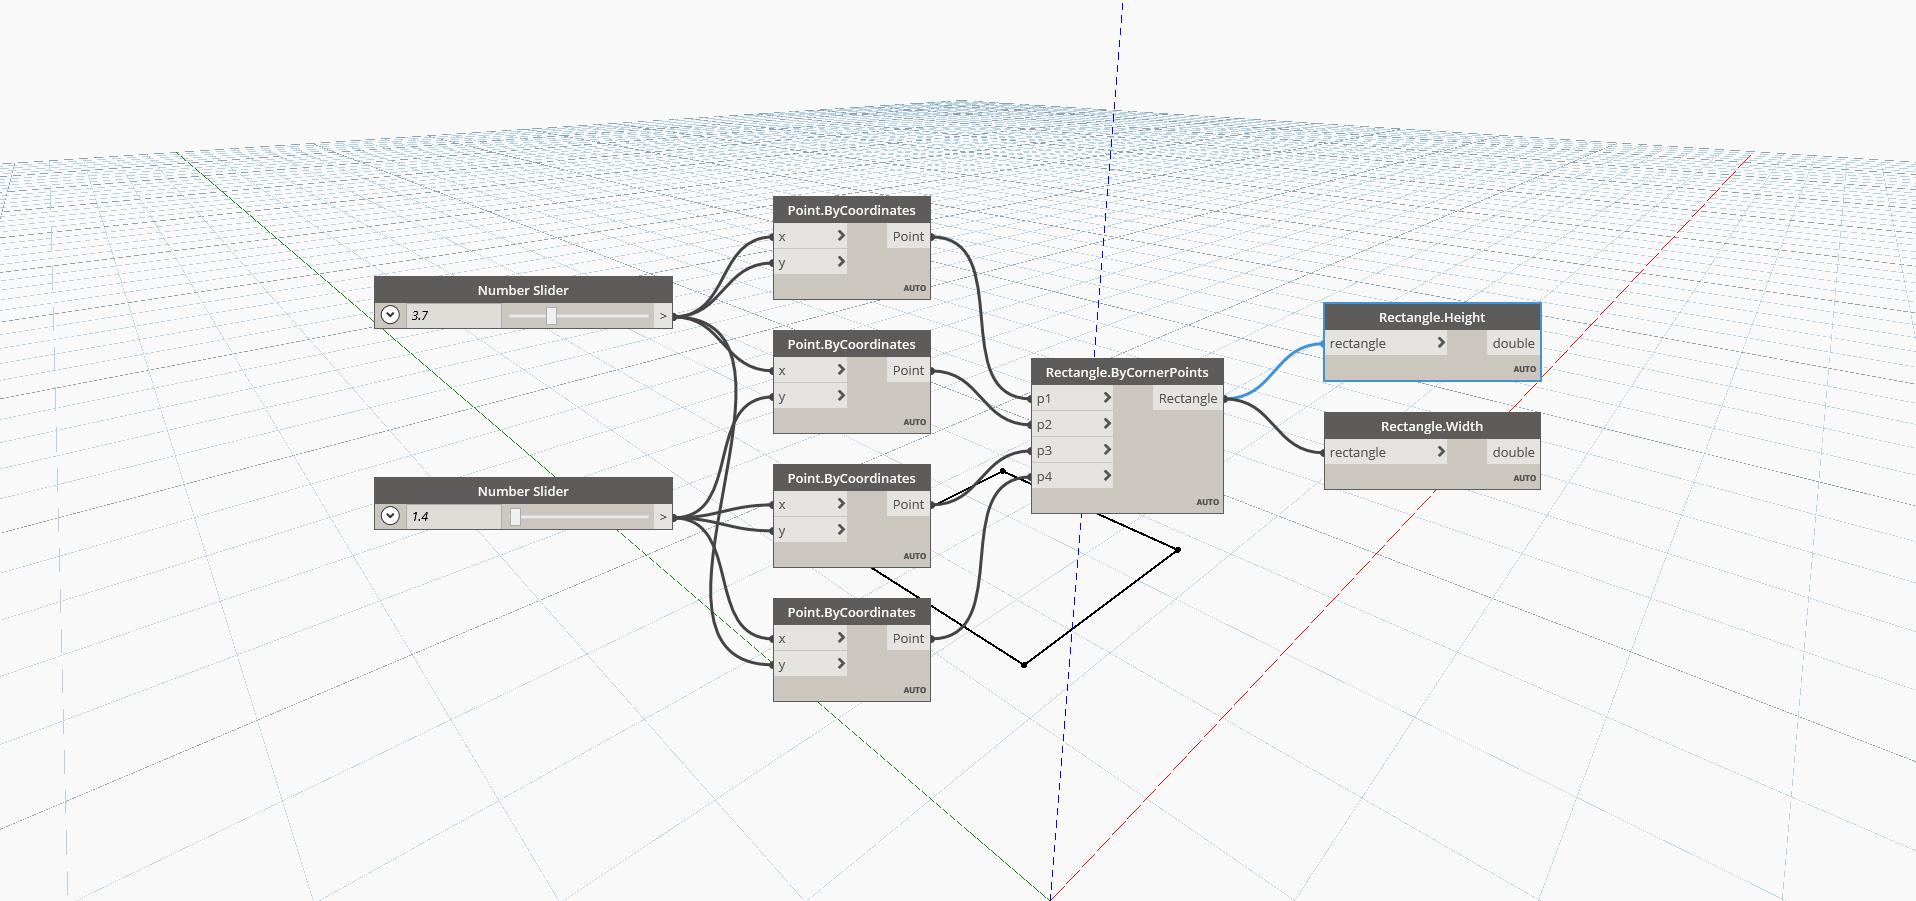 Point.ByCoordinates
x Point
y
AUTO
Number Slider
3.7 >
Point.ByCoordinates
x Point
y
AUTO
Number Slider
1.4 >
Point.ByCoordinates
x Point
y
AUTO
Point.ByCoordinates
x Point
y
AUTO
Rectangle.ByCornerPoints
p1 Rectangle
p2
p3
p4
AUTO
Rectangle.Height
rectangle double
AUTO
Rectangle.Width
rectangle double
AUTO